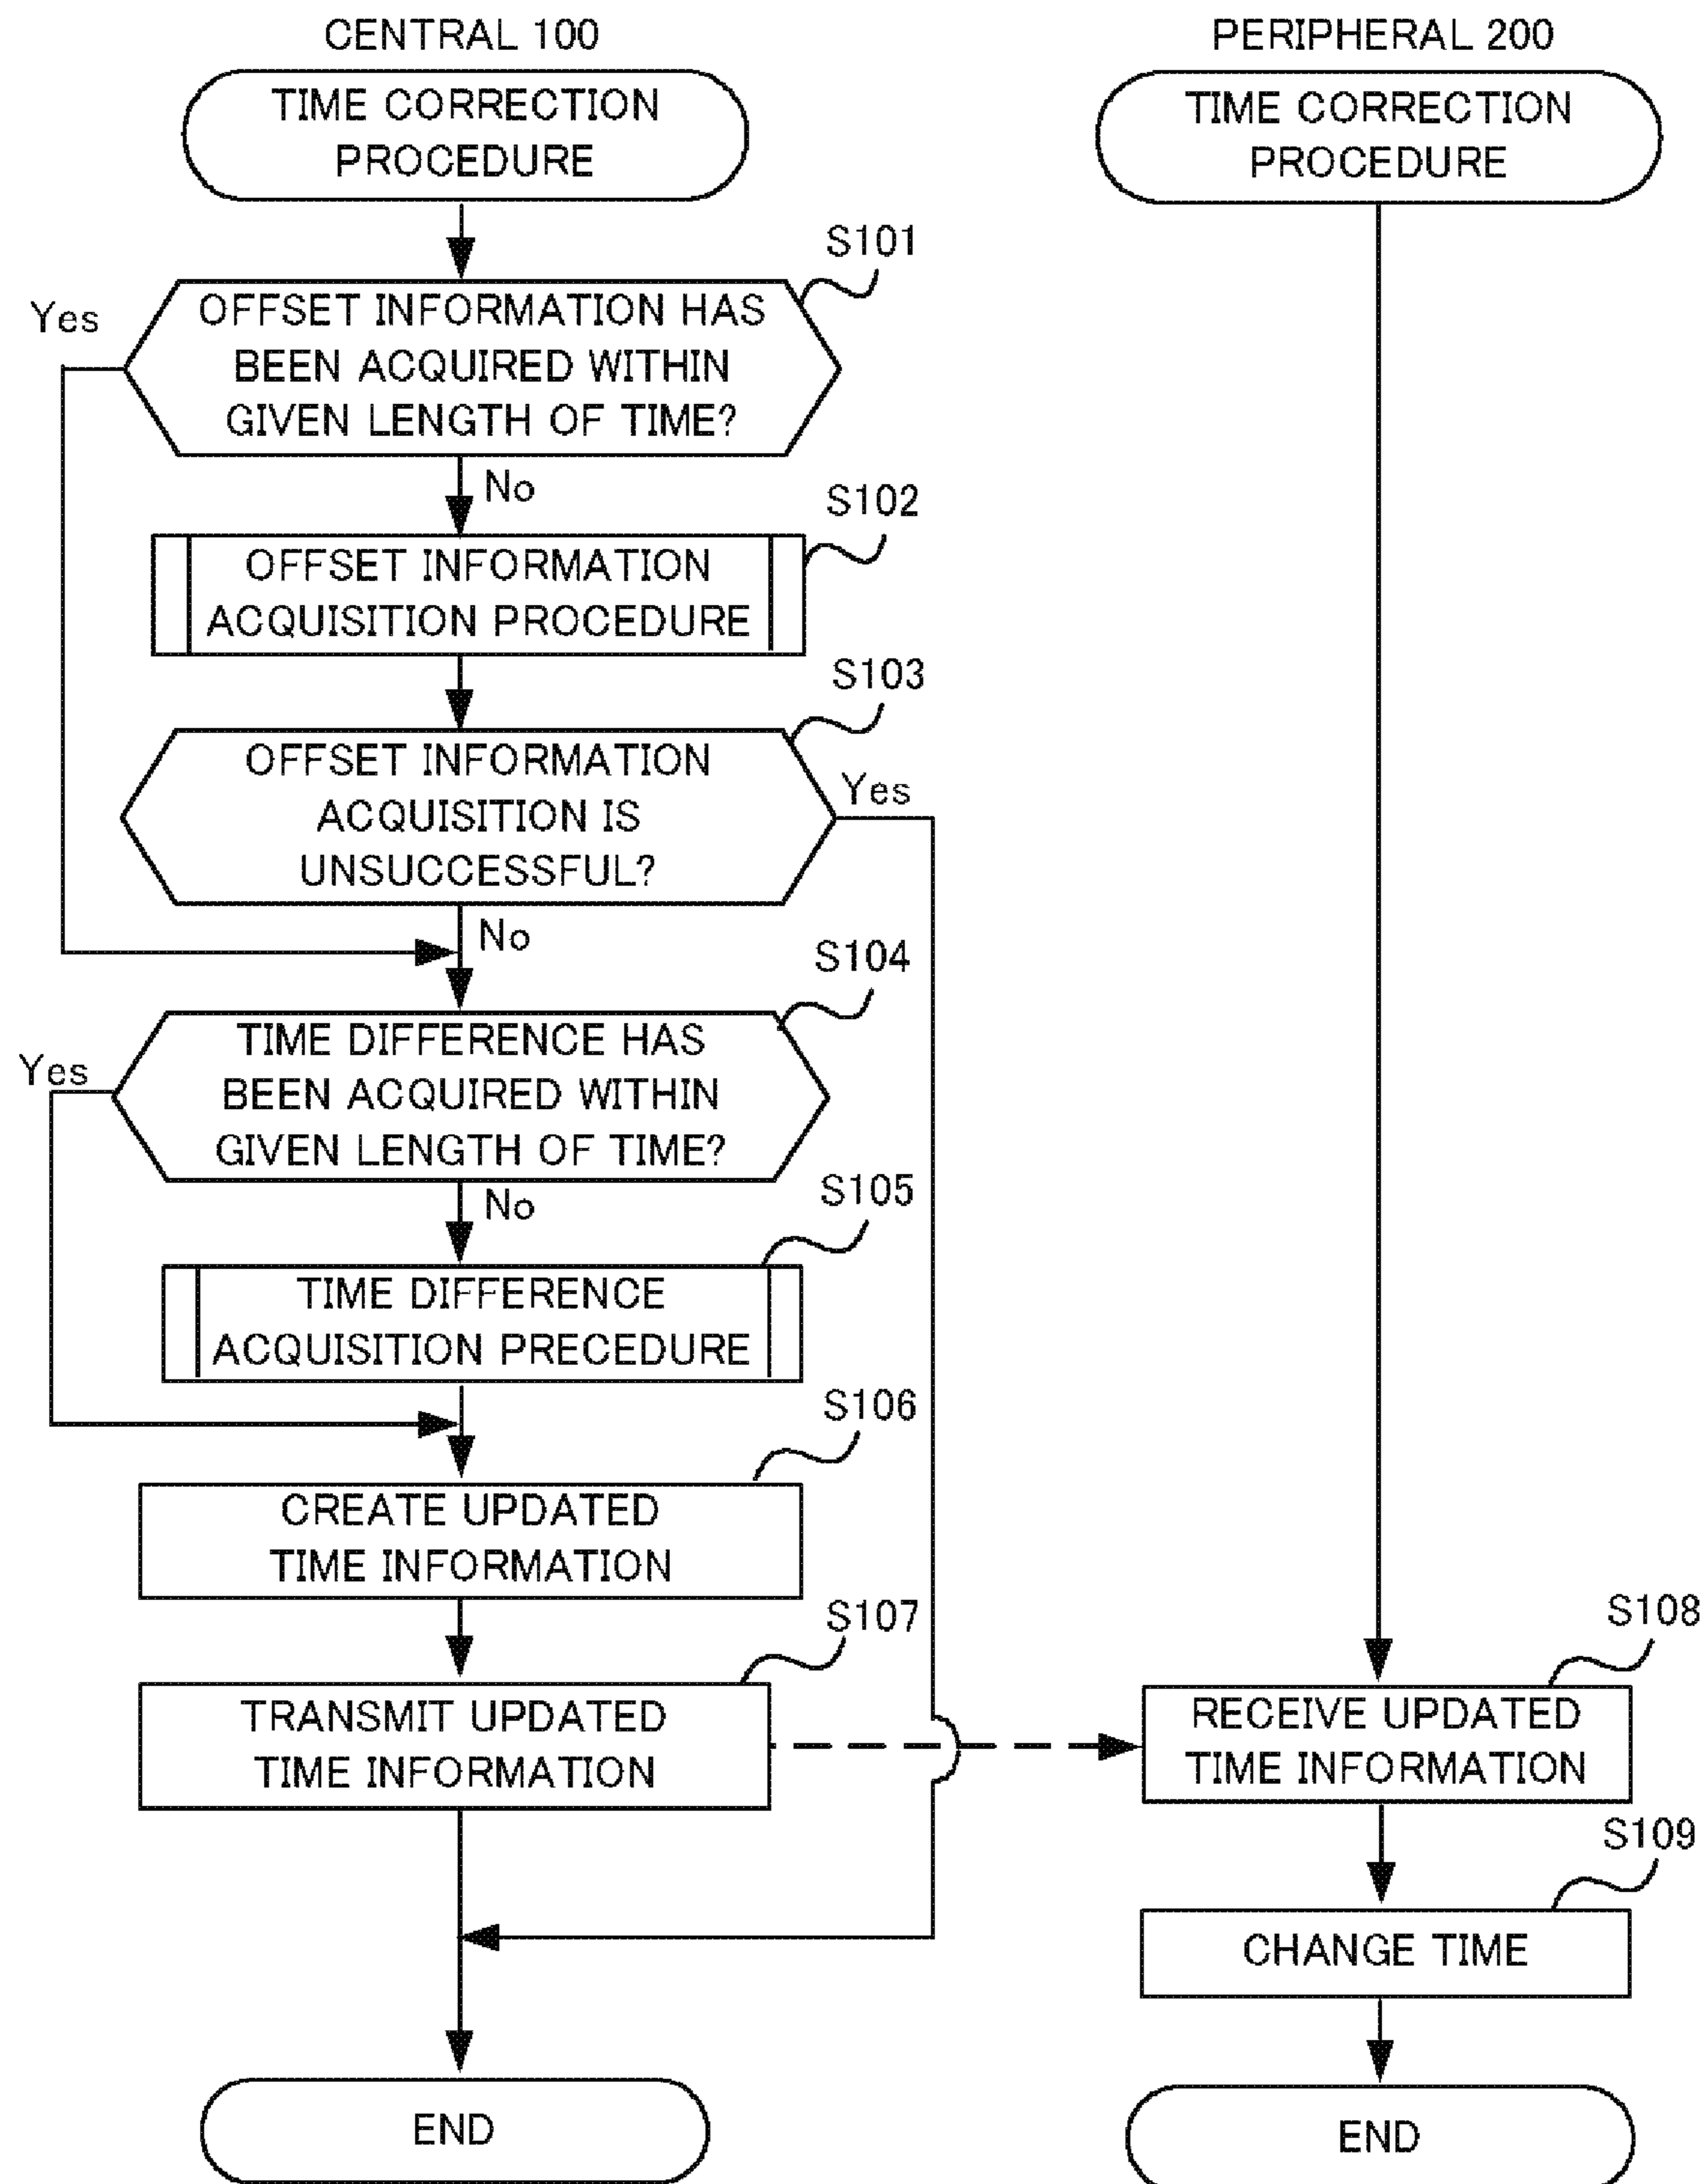 CENTRAL 100
TIME CORRECTION
PROCEDURE
S101
Yes
OFFSET INFORMATION HAS
BEEN ACQUIRED WITHIN
GIVEN LENGTH OF TIME?
No
S102
OFFSET INFORMATION
ACQUISITION PROCEDURE
S103
OFFSET INFORMATION
ACQUISITION IS
UNSUCCESSFUL?
Yes
No
S104
TIME DIFFERENCE HAS
BEEN ACQUIRED WITHIN
GIVEN LENGTH OF TIME?
Yes
No
S105
TIME DIFFERENCE
ACQUISITION PRECEDURE
S106
CREATE UPDATED
TIME INFORMATION
S107
TRANSMIT UPDATED
TIME INFORMATION
END
PERIPHERAL 200
TIME CORRECTION
PROCEDURE
S108
RECEIVE UPDATED
TIME INFORMATION
S109
CHANGE TIME
END